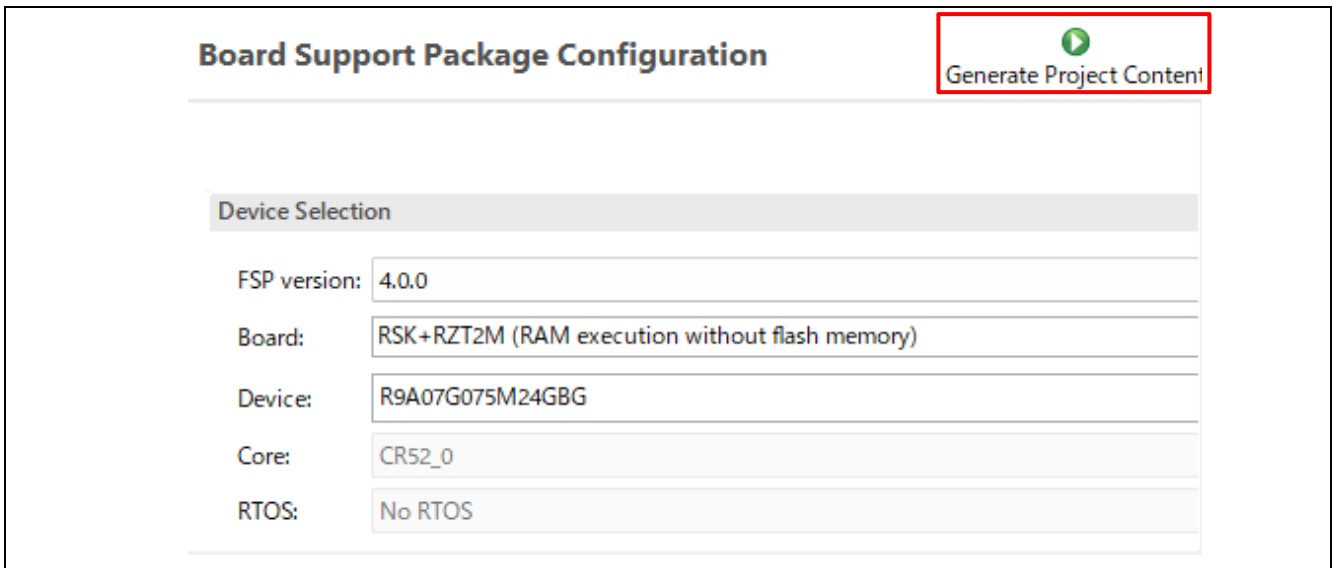 Board Support Package Configuration
Generate Project Content
Device Selection
FSP version: 4.0.0
Board: RSK+RZT2M (RAM execution without flash memory)
Device: R9A07G075M24GBG
Core: CR52_0
RTOS: No RTOS